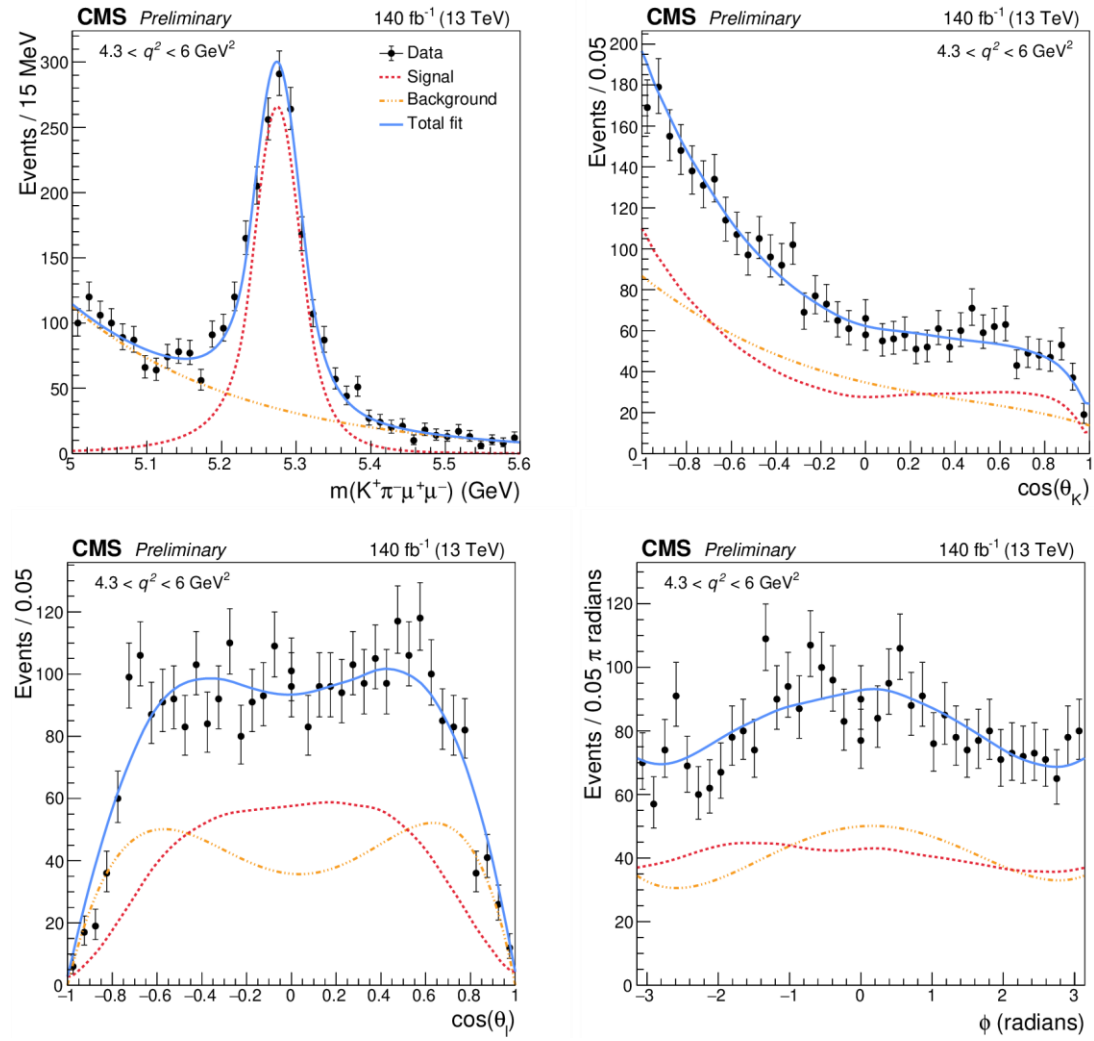 CMS Preliminary 140 fb⁻¹ (13 TeV)
4.3 < q² < 6 GeV²
Data
Signal
Background
Total fit
Events / 15 MeV
300
250
200
150
100
50
0
5 5.1 5.2 5.3 5.4 5.5 5.6
m(K⁺π⁻μ⁺μ⁻) (GeV)
CMS Preliminary 140 fb⁻¹ (13 TeV)
4.3 < q² < 6 GeV²
Events / 0.05
200
180
160
140
120
100
80
60
40
20
0
−1 −0.8 −0.6 −0.4 −0.2 0 0.2 0.4 0.6 0.8 1
cos(θ_K)
CMS Preliminary 140 fb⁻¹ (13 TeV)
4.3 < q² < 6 GeV²
Events / 0.05
120
100
80
60
40
20
0
−1 −0.8 −0.6 −0.4 −0.2 0 0.2 0.4 0.6 0.8 1
cos(θ_l)
CMS Preliminary 140 fb⁻¹ (13 TeV)
4.3 < q² < 6 GeV²
Events / 0.05 π radians
120
100
80
60
40
20
0
−3 −2 −1 0 1 2 3
ϕ (radians)